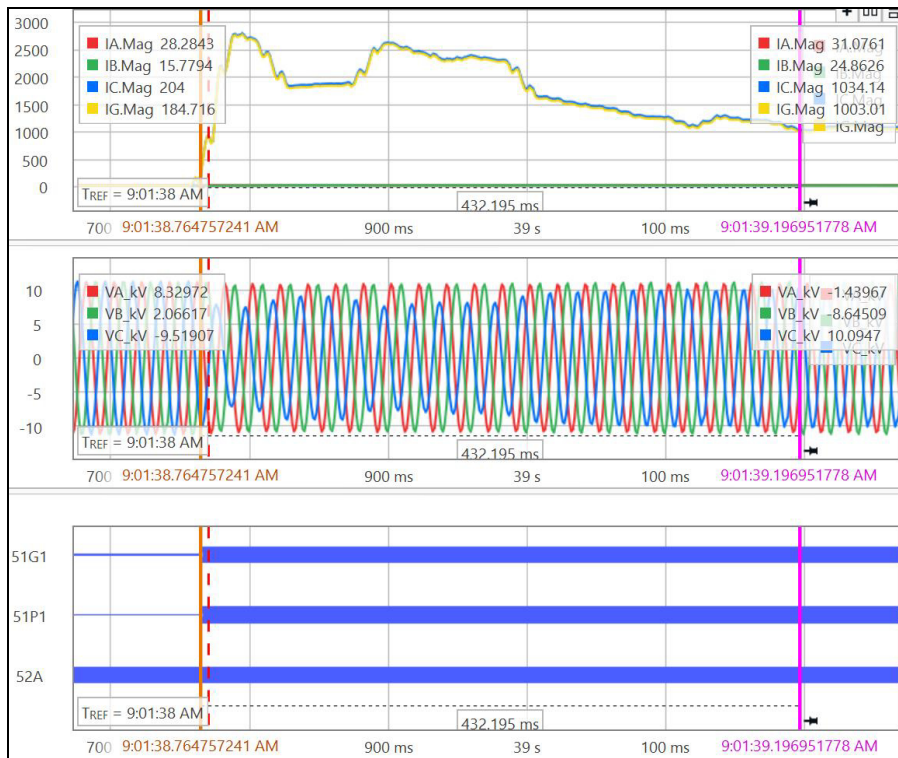 3000
2500
2000
1500
1000
500
0
IA.Mag 28.2843
IB.Mag 15.7794
IC.Mag 204
IG.Mag 184.716
IA.Mag 31.0761
IB.Mag 24.8626
IC.Mag 1034.14
IG.Mag 1003.01
IG.Mag
TREF = 9:01:38 AM
432.195 ms
700 9:01:38.764757241 AM 900 ms 39 s 100 ms 9:01:39.196951778 AM
10
5
0
-5
-10
VA_kV 8.32972
VB_kV 2.06617
VC_kV -9.51907
VA_kV -1.43967
VB_kV -8.64509
VC_kV 10.0947
TREF = 9:01:38 AM
432.195 ms
700 9:01:38.764757241 AM 900 ms 39 s 100 ms 9:01:39.196951778 AM
51G1
51P1
52A
TREF = 9:01:38 AM
432.195 ms
700 9:01:38.764757241 AM 900 ms 39 s 100 ms 9:01:39.196951778 AM